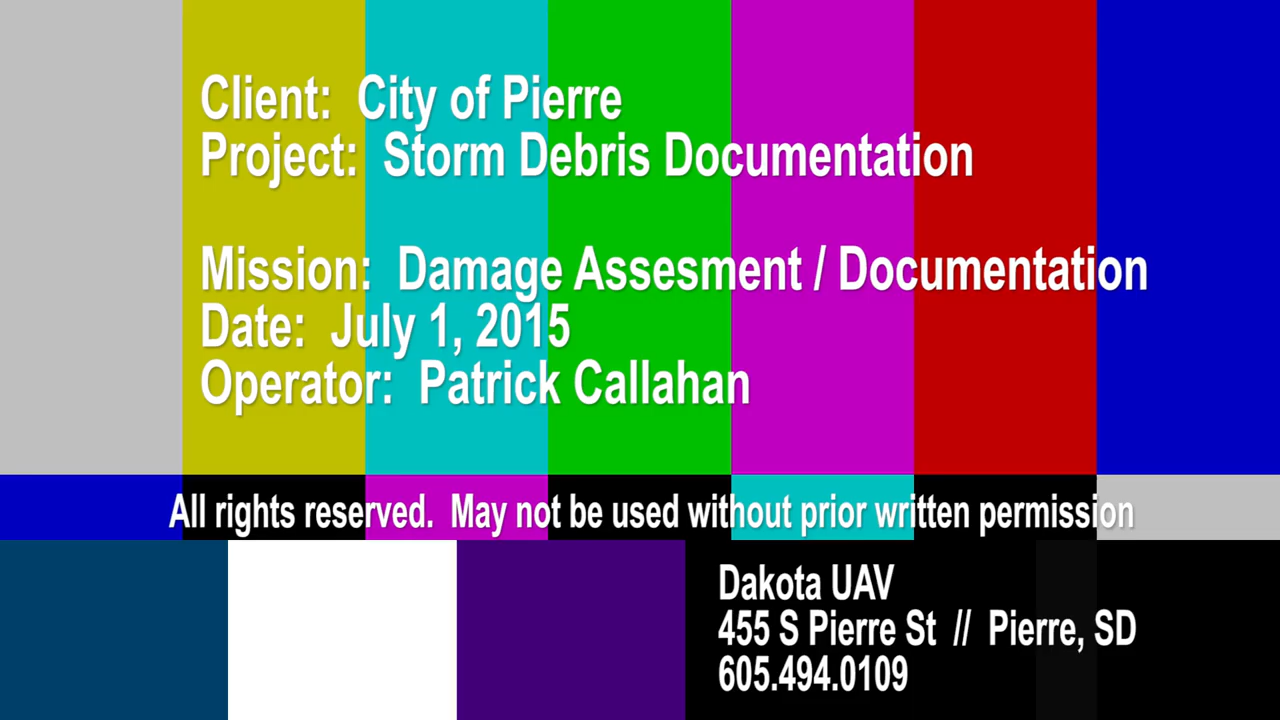 Client: City of Pierre
Project: Storm Debris Documentation
Mission: Damage Assesment / Documentation
Date: July 1, 2015
Operator: Patrick Callahan
All rights reserved. May not be used without prior written permission
Dakota UAV
455 S Pierre St // Pierre, SD
605.494.0109